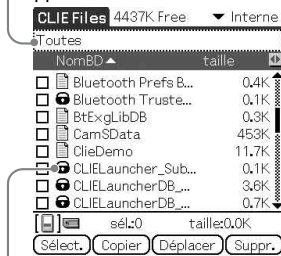 CLIE Files 4437K Free ▼ Interne
Toutes
NomBD ▲ taille
Bluetooth Prefs B... 0.4K
Bluetooth Truste... 0.1K
BtExgLibDB 0.3K
CamSData 453K
ClieDemo 11.7K
CLIELauncher_Sub... 0.1K
CLIELauncherDB_... 3.6K
CLIELauncherDB_... 0.7K
sél.:0 taille:0.0K
Sélect. Copier Déplacer Suppr.